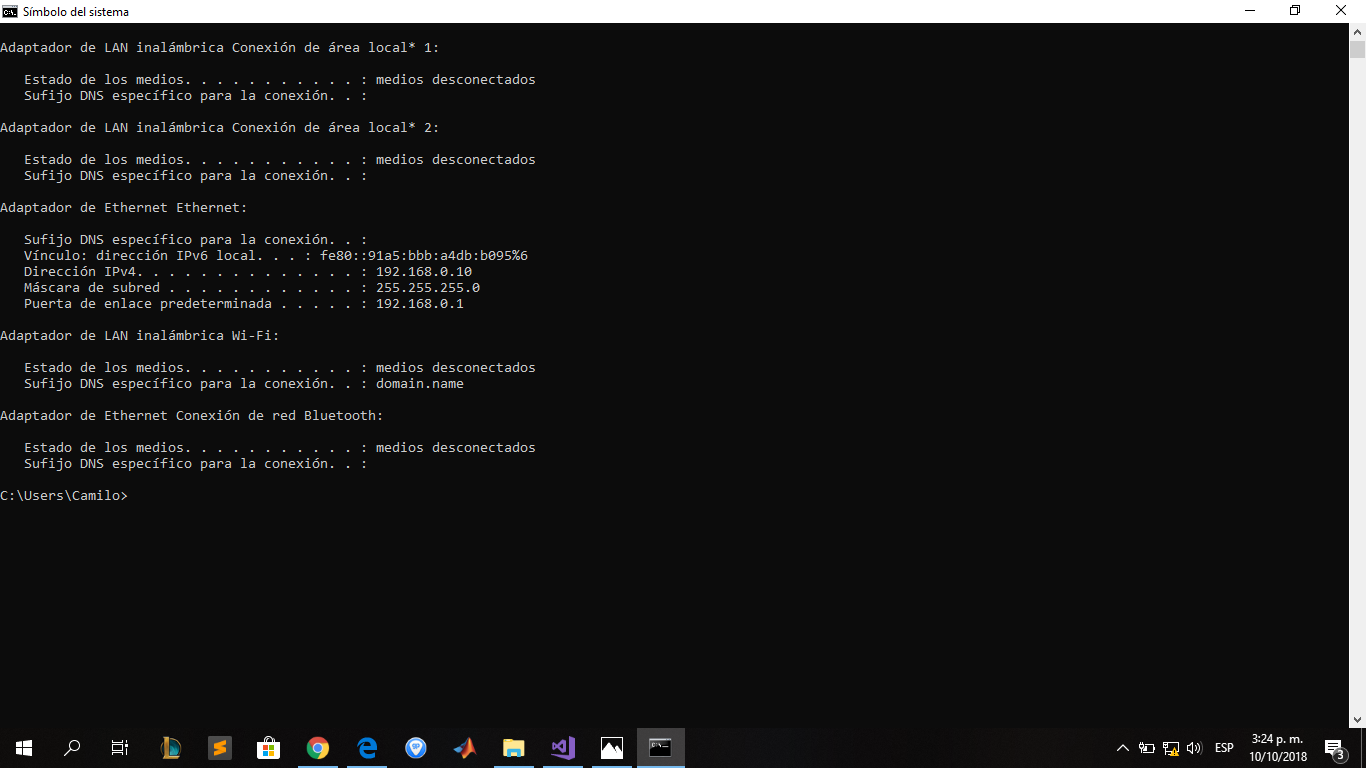 Símbolo del sistema
Adaptador de LAN inalámbrica Conexión de área local* 1:
Estado de los medios. . . . . . . . . . . : medios desconectados
Sufijo DNS específico para la conexión. . :
Adaptador de LAN inalámbrica Conexión de área local* 2:
Estado de los medios. . . . . . . . . . . : medios desconectados
Sufijo DNS específico para la conexión. . :
Adaptador de Ethernet Ethernet:
Sufijo DNS específico para la conexión. . :
Vínculo: dirección IPv6 local. . . : fe80::91a5:bbb:a4db:b095%6
Dirección IPv4. . . . . . . . . . . . . . : 192.168.0.10
Máscara de subred . . . . . . . . . . . . : 255.255.255.0
Puerta de enlace predeterminada . . . . . : 192.168.0.1
Adaptador de LAN inalámbrica Wi-Fi:
Estado de los medios. . . . . . . . . . . : medios desconectados
Sufijo DNS específico para la conexión. . : domain.name
Adaptador de Ethernet Conexión de red Bluetooth:
Estado de los medios. . . . . . . . . . . : medios desconectados
Sufijo DNS específico para la conexión. . :
C:\Users\Camilo>
ESP
3:24 p. m.
10/10/2018
3